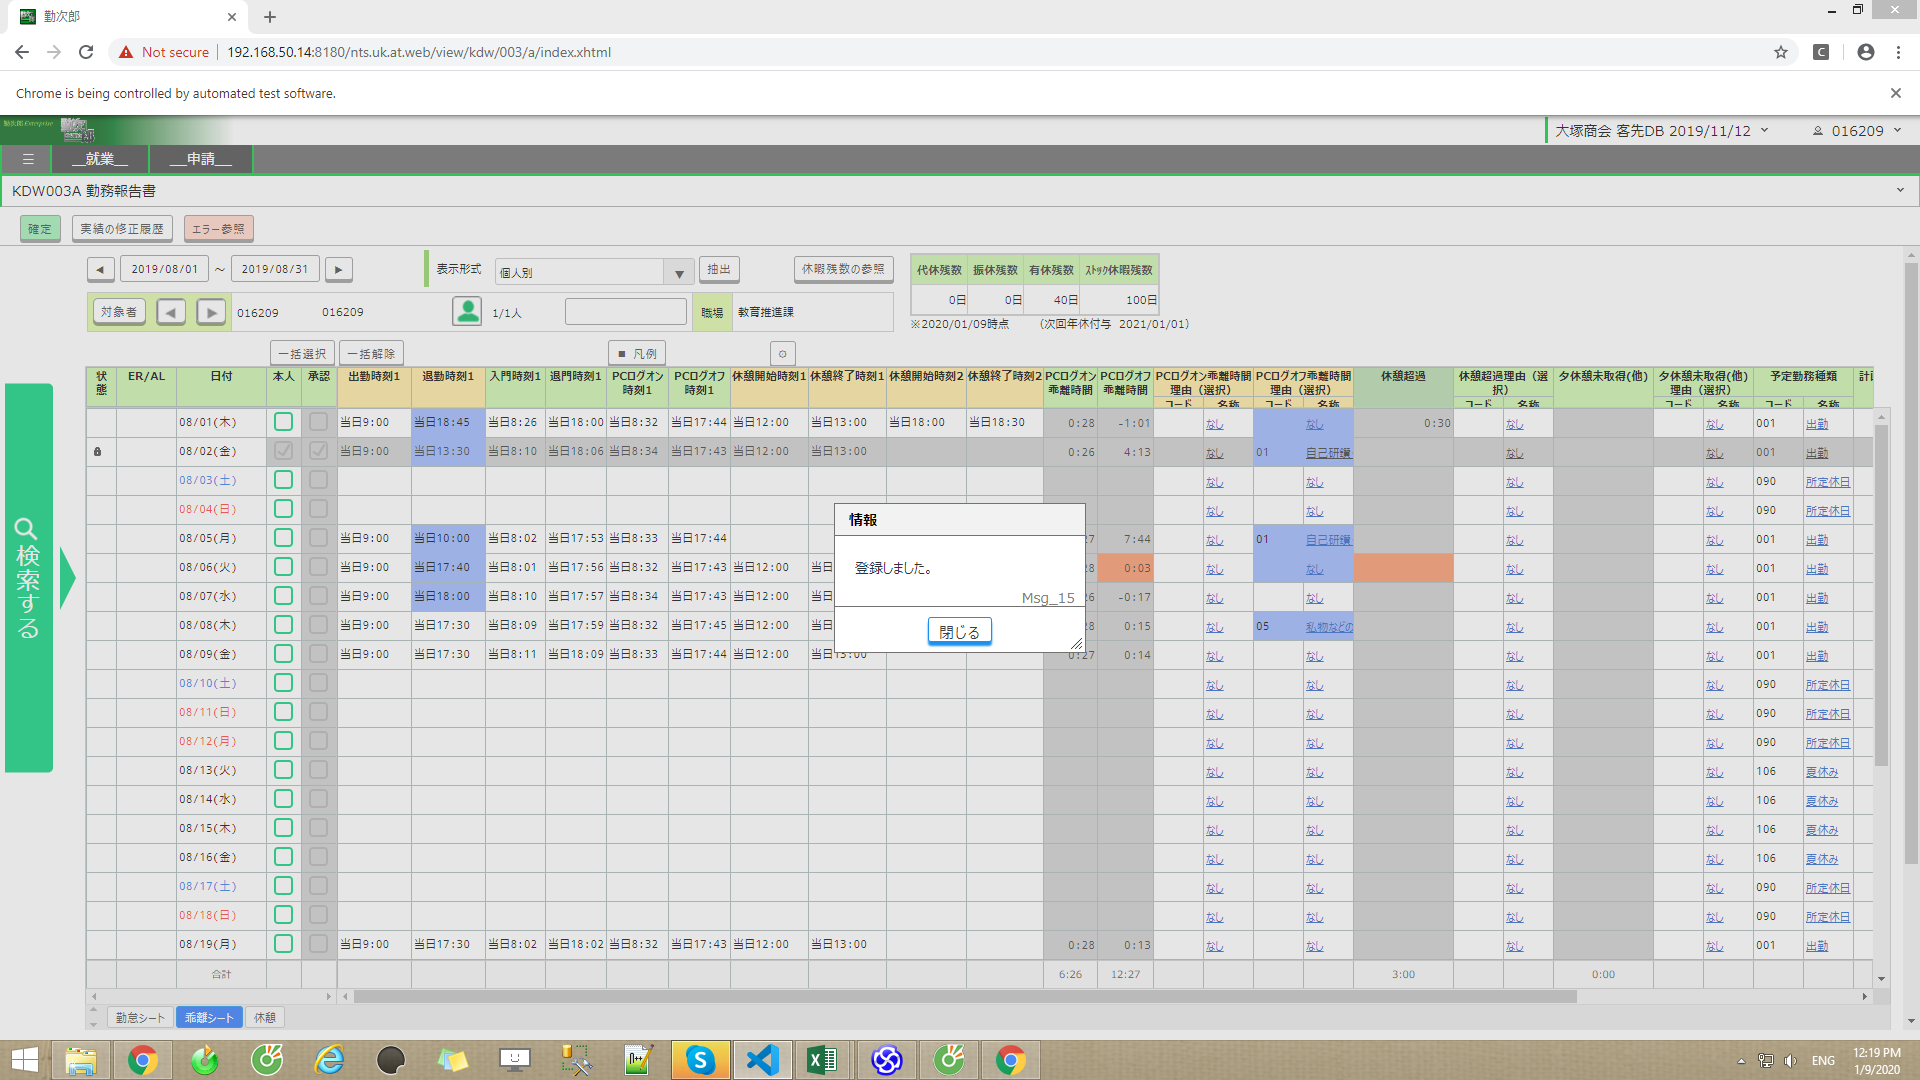 勤次郎
Not secure
192.168.50.14:8180/nts.uk.at.web/view/kdw/003/a/index.xhtml
Chrome is being controlled by automated test software.
大塚商会 客先DB 2019/11/12
016209
就業
申請
KDW003A 勤務報告書
確定 実績の修正履歴 エラー参照
2019/08/01 ～ 2019/08/31
表示形式 個人別 抽出 休暇残数の参照
代休残数 振休残数 有休残数 ｽﾄｯｸ休暇残数
0日 0日 40日 100日
※2020/01/09時点 （次回年休付与 2021/01/01）
対象者 016209 016209 1/1人 職場 教育推進課
一括選択 一括解除 ■ 凡例
検索する
状態 ER/AL 日付 本人 承認 出勤時刻1 退勤時刻1 入門時刻1 退門時刻1 PCログオン時刻1 PCログオフ時刻1 休憩開始時刻1 休憩終了時刻1 休憩開始時刻2 休憩終了時刻2 PCログオン乖離時間 PCログオフ乖離時間 PCログオン乖離時間理由（選択） PCログオフ乖離時間理由（選択） 休憩超過 休憩超過理由（選択） 夕休憩未取得(他) 夕休憩未取得(他)理由（選択） 予定勤務種類
コード 名称 コード 名称 コード 名称 コード 名称 コード 名称
08/01(木) 当日9:00 当日18:45 当日8:26 当日18:00 当日8:32 当日17:44 当日12:00 当日13:00 当日18:00 当日18:30 0:28 -1:01 なし なし 0:30 なし なし 001 出勤
08/02(金) 当日9:00 当日13:30 当日8:10 当日18:06 当日8:34 当日17:43 当日12:00 当日13:00 0:26 4:13 なし 01 自己研鑽 なし なし 001 出勤
08/03(土) なし なし なし なし 090 所定休日
08/04(日) なし なし なし なし 090 所定休日
08/05(月) 当日9:00 当日10:00 当日8:02 当日17:53 当日8:33 当日17:44 7:44 なし 01 自己研鑽 なし なし 001 出勤
08/06(火) 当日9:00 当日17:40 当日8:01 当日17:56 当日8:32 当日17:43 当日12:00 0:03 なし なし なし なし 001 出勤
08/07(水) 当日9:00 当日18:00 当日8:10 当日17:57 当日8:34 当日17:43 当日12:00 -0:17 なし なし なし なし 001 出勤
08/08(木) 当日9:00 当日17:30 当日8:09 当日17:59 当日8:32 当日17:45 当日12:00 0:15 なし 05 私物などの なし なし 001 出勤
08/09(金) 当日9:00 当日17:30 当日8:11 当日18:09 当日8:33 当日17:44 当日12:00 当日13:00 0:27 0:14 なし なし なし なし 001 出勤
08/10(土) なし なし なし なし 090 所定休日
08/11(日) なし なし なし なし 090 所定休日
08/12(月) なし なし なし なし 090 所定休日
08/13(火) なし なし なし なし 106 夏休み
08/14(水) なし なし なし なし 106 夏休み
08/15(木) なし なし なし なし 106 夏休み
08/16(金) なし なし なし なし 106 夏休み
08/17(土) なし なし なし なし 090 所定休日
08/18(日) なし なし なし なし 090 所定休日
08/19(月) 当日9:00 当日17:30 当日8:02 当日18:02 当日8:32 当日17:43 当日12:00 当日13:00 0:28 0:13 なし なし なし なし 001 出勤
合計 6:26 12:27 3:00 0:00
情報
登録しました。
Msg_15
閉じる
勤怠シート 乖離シート 休憩
ENG
12:19 PM
1/9/2020